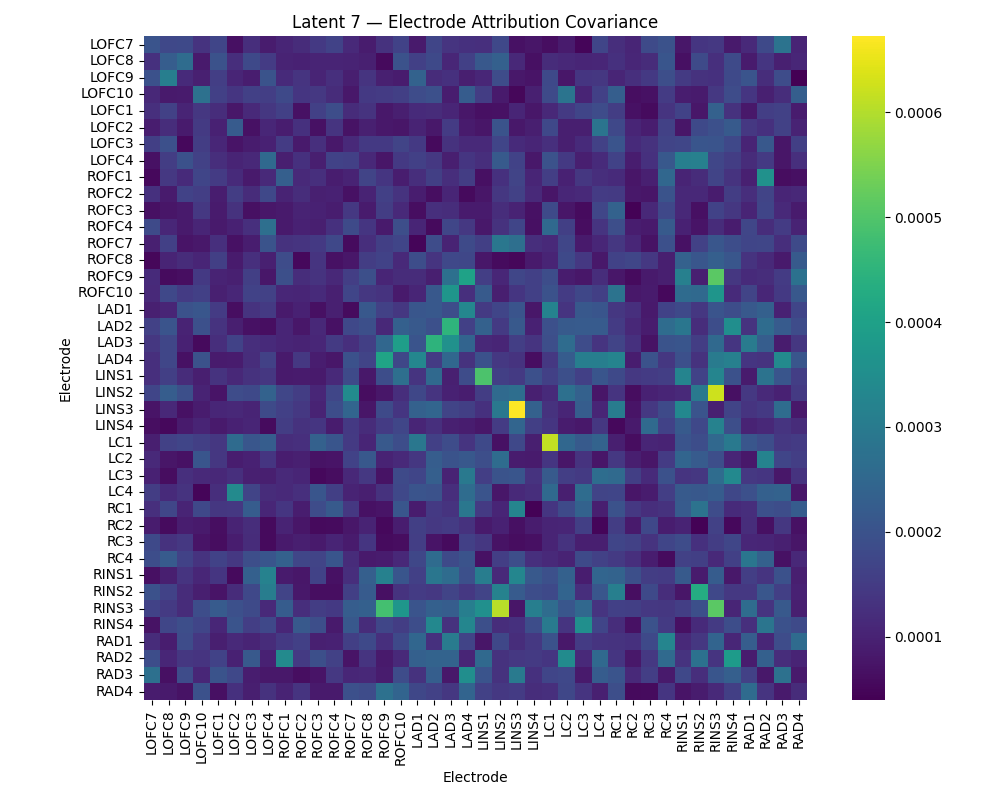 Latent 7 — Electrode Attribution Covariance
Electrode
LOFC7
LOFC8
LOFC9
LOFC10
LOFC1
LOFC2
LOFC3
LOFC4
ROFC1
ROFC2
ROFC3
ROFC4
ROFC7
ROFC8
ROFC9
ROFC10
LAD1
LAD2
LAD3
LAD4
LINS1
LINS2
LINS3
LINS4
LC1
LC2
LC3
LC4
RC1
RC2
RC3
RC4
RINS1
RINS2
RINS3
RINS4
RAD1
RAD2
RAD3
RAD4
LOFC7
LOFC8
LOFC9
LOFC10
LOFC1
LOFC2
LOFC3
LOFC4
ROFC1
ROFC2
ROFC3
ROFC4
ROFC7
ROFC8
ROFC9
ROFC10
LAD1
LAD2
LAD3
LAD4
LINS1
LINS2
LINS3
LINS4
LC1
LC2
LC3
LC4
RC1
RC2
RC3
RC4
RINS1
RINS2
RINS3
RINS4
RAD1
RAD2
RAD3
RAD4
Electrode
0.0006
0.0005
0.0004
0.0003
0.0002
0.0001